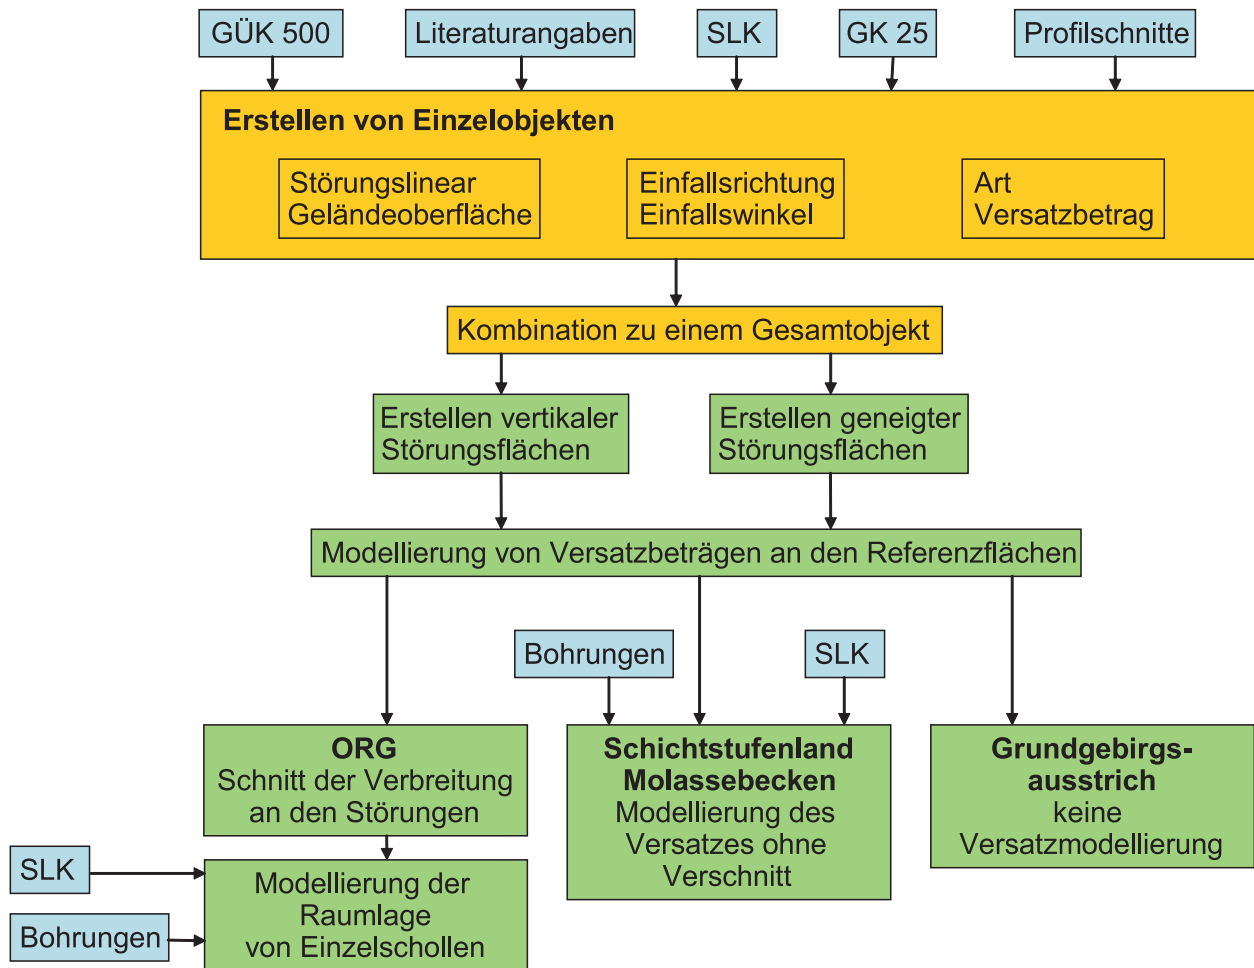 GÜK 500
Literaturangaben
SLK
GK 25
Profilschnitte
Erstellen von Einzelobjekten
Störungslinear
Geländeoberfläche
Einfallsrichtung
Einfallswinkel
Art
Versatzbetrag
Kombination zu einem Gesamtobjekt
Erstellen vertikaler
Störungsflächen
Erstellen geneigter
Störungsflächen
Modellierung von Versatzbeträgen an den Referenzflächen
Bohrungen
SLK
ORG
Schnitt der Verbreitung
an den Störungen
Schichtstufenland
Molassebecken
Modellierung des
Versatzes ohne
Verschnitt
Grundgebirgs-
ausstrich
keine
Versatzmodellierung
SLK
Bohrungen
Modellierung der
Raumlage
von Einzelschollen